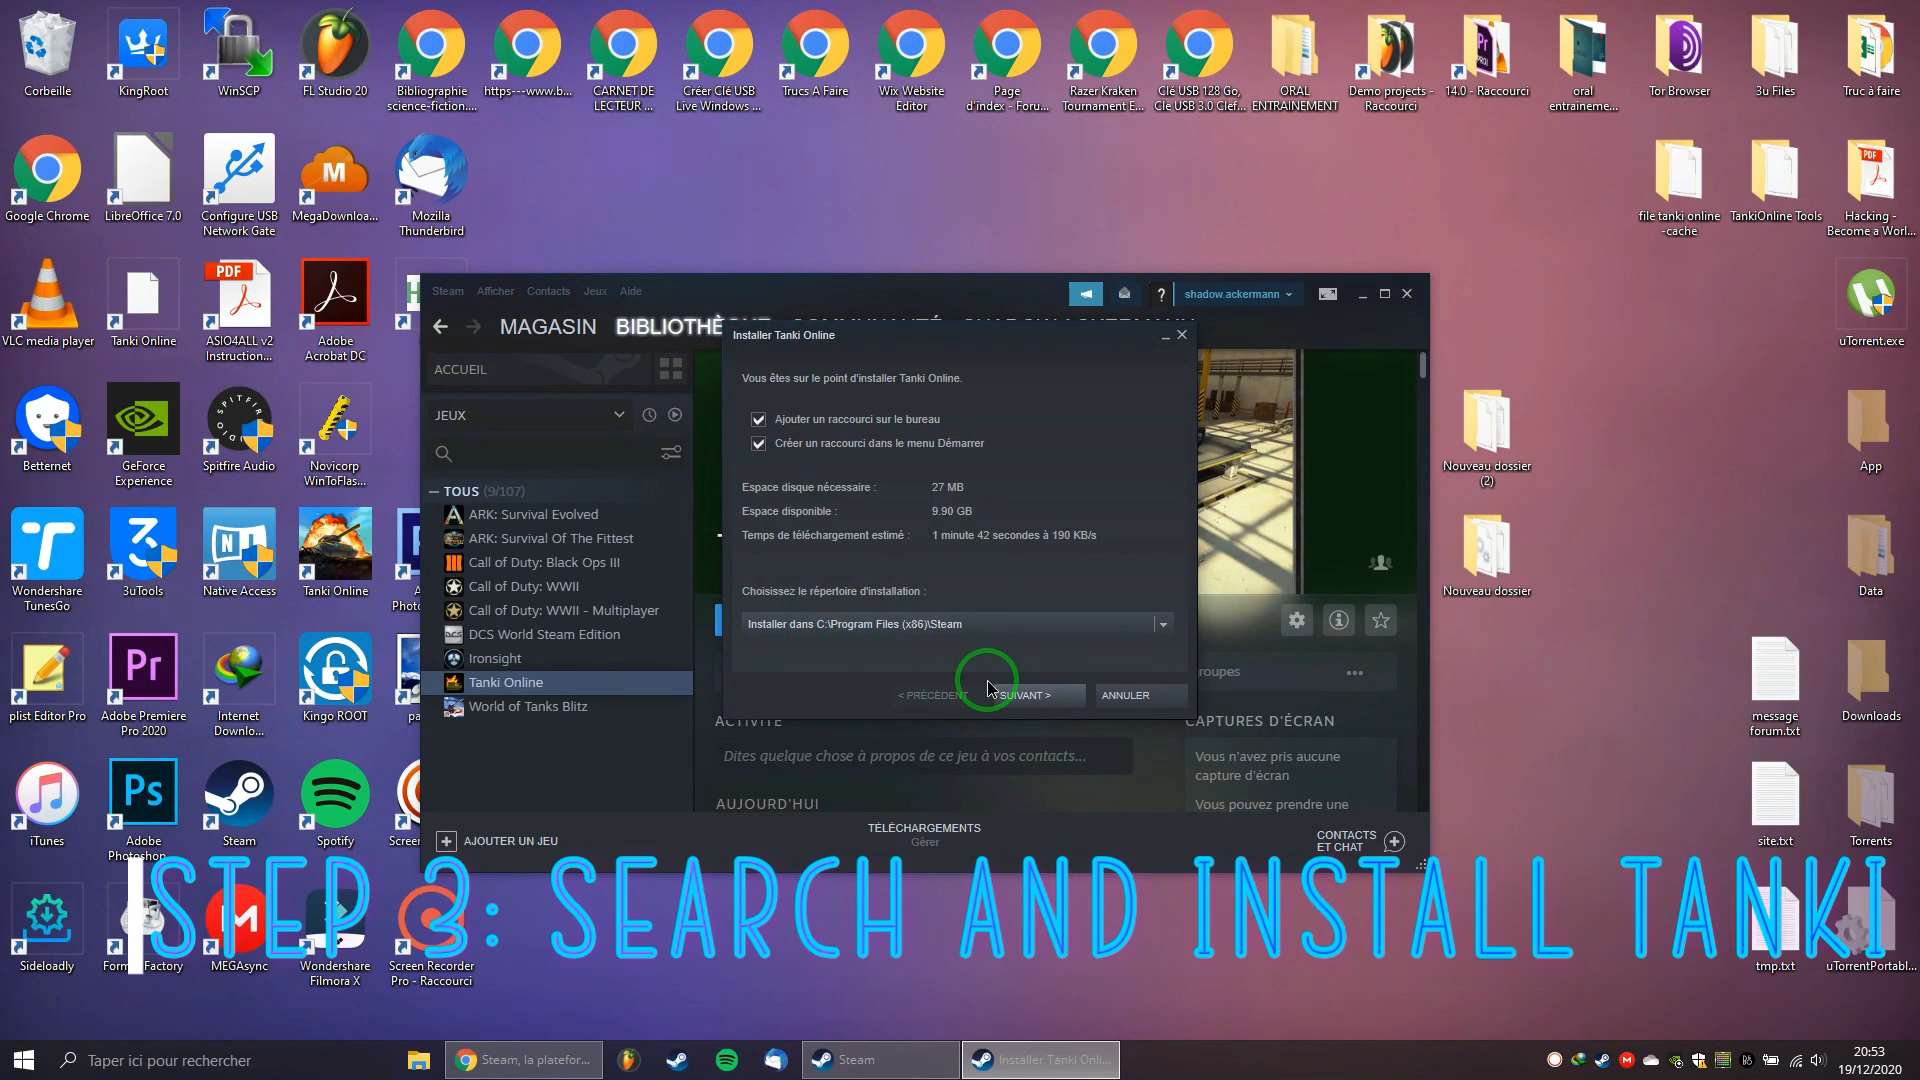 Corbeille
KingRoot
WinSCP
FL Studio 20
Bibliographie
science-fiction....
https---www.b...
CARNET DE
LECTEUR ...
Créer Clé USB
Live Windows ...
Trucs A Faire
Wix Website
Editor
Page
d'index - Foru...
Razer Kraken
Tournament E...
Clé USB 128 Go,
Cle USB 3.0 Clef...
ORAL
ENTRAINEMENT
Demo projects -
Raccourci
14.0 - Raccourci
oral
entraineme...
Tor Browser
3u Files
Truc à faire
Google Chrome
LibreOffice 7.0
Configure USB
Network Gate
MegaDownloa...
Mozilla
Thunderbird
file tanki online
-cache
TankiOnline Tools
Hacking -
Become a Worl...
VLC media player
Tanki Online
ASIO4ALL v2
Instruction...
Adobe
Acrobat DC
uTorrent.exe
Betternet
GeForce
Experience
Spitfire Audio
Novicorp
WinToFlas...
Nouveau dossier
(2)
App
Wondershare
TunesGo
3uTools
Native Access
Tanki Online
Nouveau dossier
Data
plist Editor Pro
Adobe Premiere
Pro 2020
Internet
Downlo...
Kingo ROOT
message
forum.txt
Downloads
iTunes
Adobe
Photoshop
Steam
Spotify
site.txt
Torrents
Sideloadly
Factory
MEGAsync
Wondershare
Filmora X
Screen Recorder
Pro - Raccourci
tmp.txt
uTorrentPortabl...
Steam Afficher Contacts Jeux Aide
shadow.ackermann
MAGASIN BIBLIOTHÈQUE
ACCUEIL
JEUX
TOUS (9/107)
ARK: Survival Evolved
ARK: Survival Of The Fittest
Call of Duty: Black Ops III
Call of Duty: WWII
Call of Duty: WWII - Multiplayer
DCS World Steam Edition
Ironsight
Tanki Online
World of Tanks Blitz
Installer Tanki Online
Vous êtes sur le point d'installer Tanki Online.
Ajouter un raccourci sur le bureau
Créer un raccourci dans le menu Démarrer
Espace disque nécessaire : 27 MB
Espace disponible : 9.90 GB
Temps de téléchargement estimé : 1 minute 42 secondes à 190 KB/s
Choisissez le répertoire d'installation :
Installer dans C:\Program Files (x86)\Steam
< PRÉCÉDENT
SUIVANT >
ANNULER
roupes
ACTIVITÉ
Dites quelque chose à propos de ce jeu à vos contacts...
AUJOURD'HUI
CAPTURES D'ÉCRAN
Vous n'avez pris aucune
capture d'écran
Vous pouvez prendre une
AJOUTER UN JEU
TÉLÉCHARGEMENTS
Gérer
CONTACTS
ET CHAT
STEP 3: SEARCH AND INSTALL TANKI
Taper ici pour rechercher
Steam, la platefor...
Steam
Installer Tanki Onli...
20:53
19/12/2020